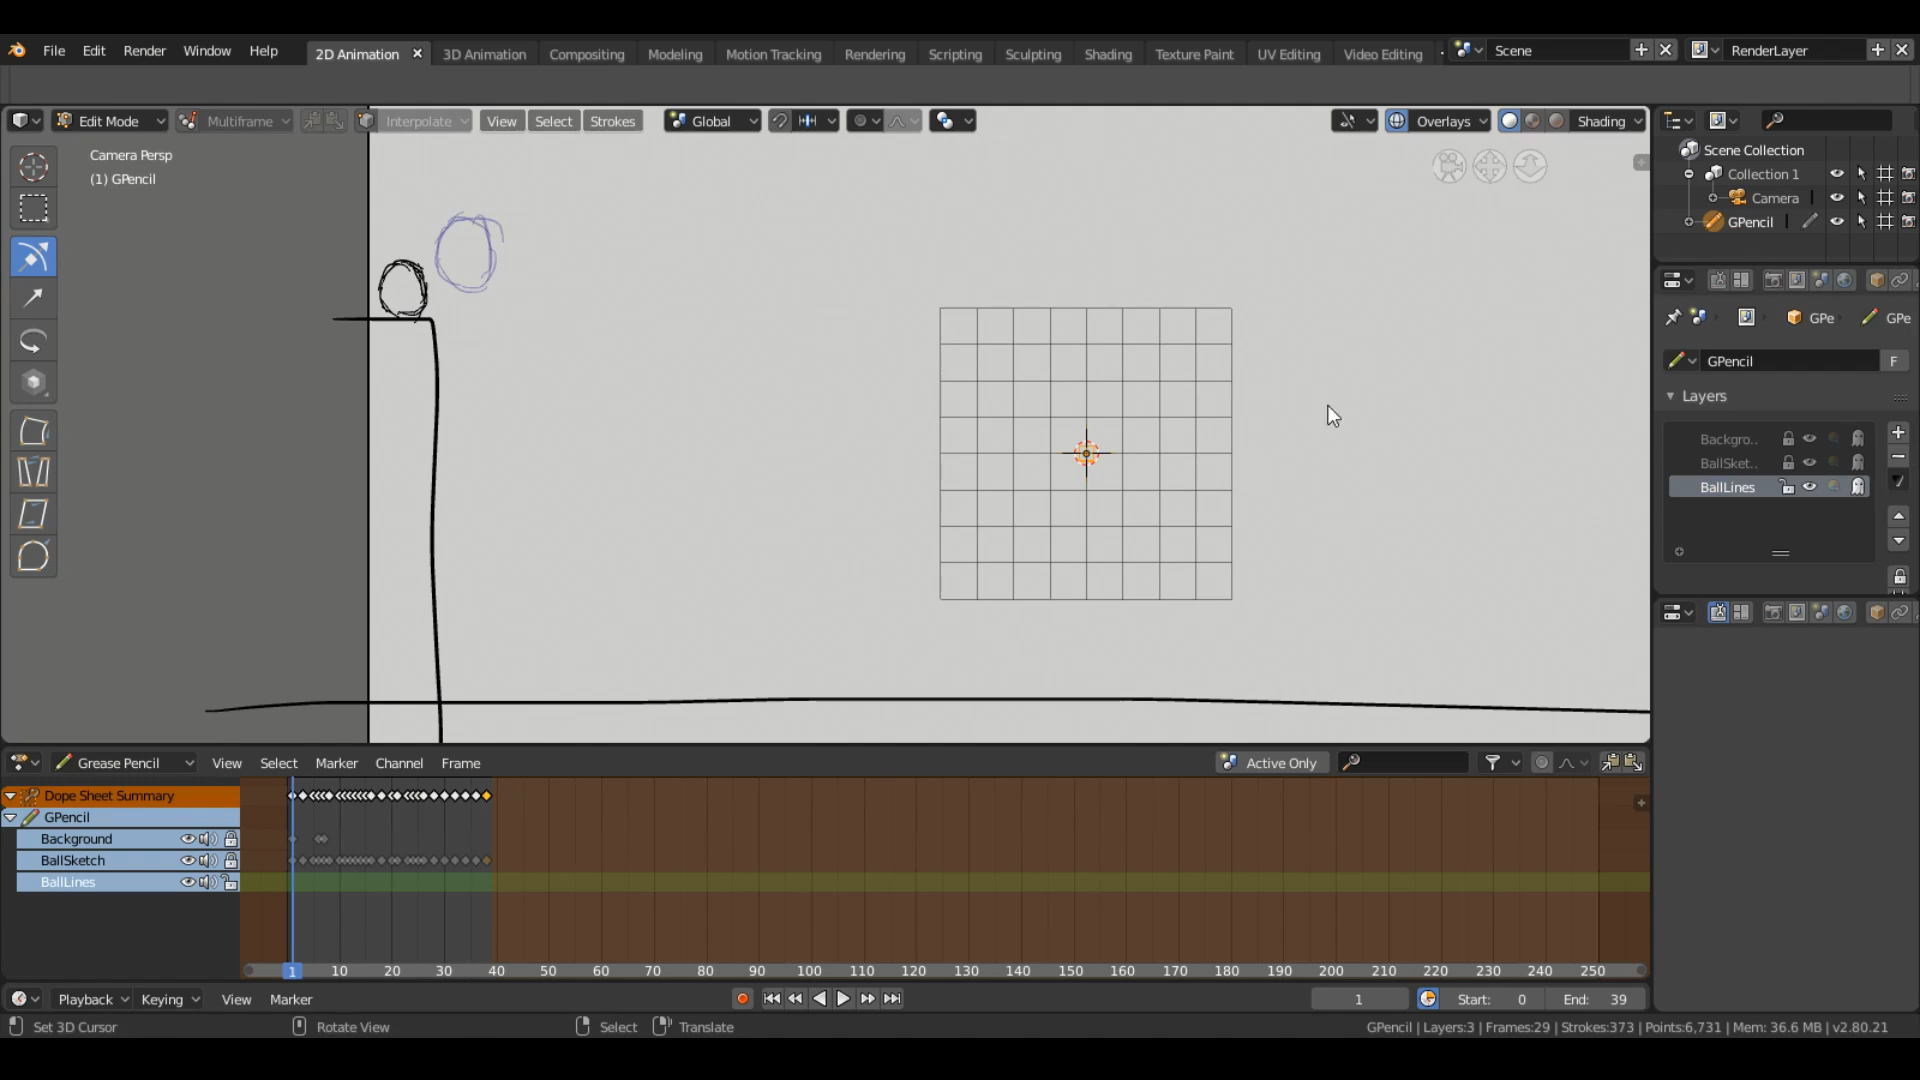 File Edit Render Window Help 2D Animation 3D Animation Compositing Modeling Motion Tracking Rendering Scripting Sculpting Shading Texture Paint UV Editing Video Editing Scene RenderLayer
Edit Mode Multiframe Interpolate View Select Strokes Global Overlays Shading
Camera Persp
(1) GPencil
Scene Collection
Collection 1
Camera
GPencil
GPe GPe
GPencil F
Layers
Backgro..
BallSket..
BallLines
Grease Pencil View Select Marker Channel Frame Active Only
Dope Sheet Summary
GPencil
Background
BallSketch
BallLines
1 10 20 30 40 50 60 70 80 90 100 110 120 130 140 150 160 170 180 190 200 210 220 230 240 250
Playback Keying View Marker 1 Start: 0 End: 39
Set 3D Cursor Rotate View Select Translate GPencil | Layers:3 | Frames:29 | Strokes:373 | Points:6,731 | Mem: 36.6 MB | v2.80.21